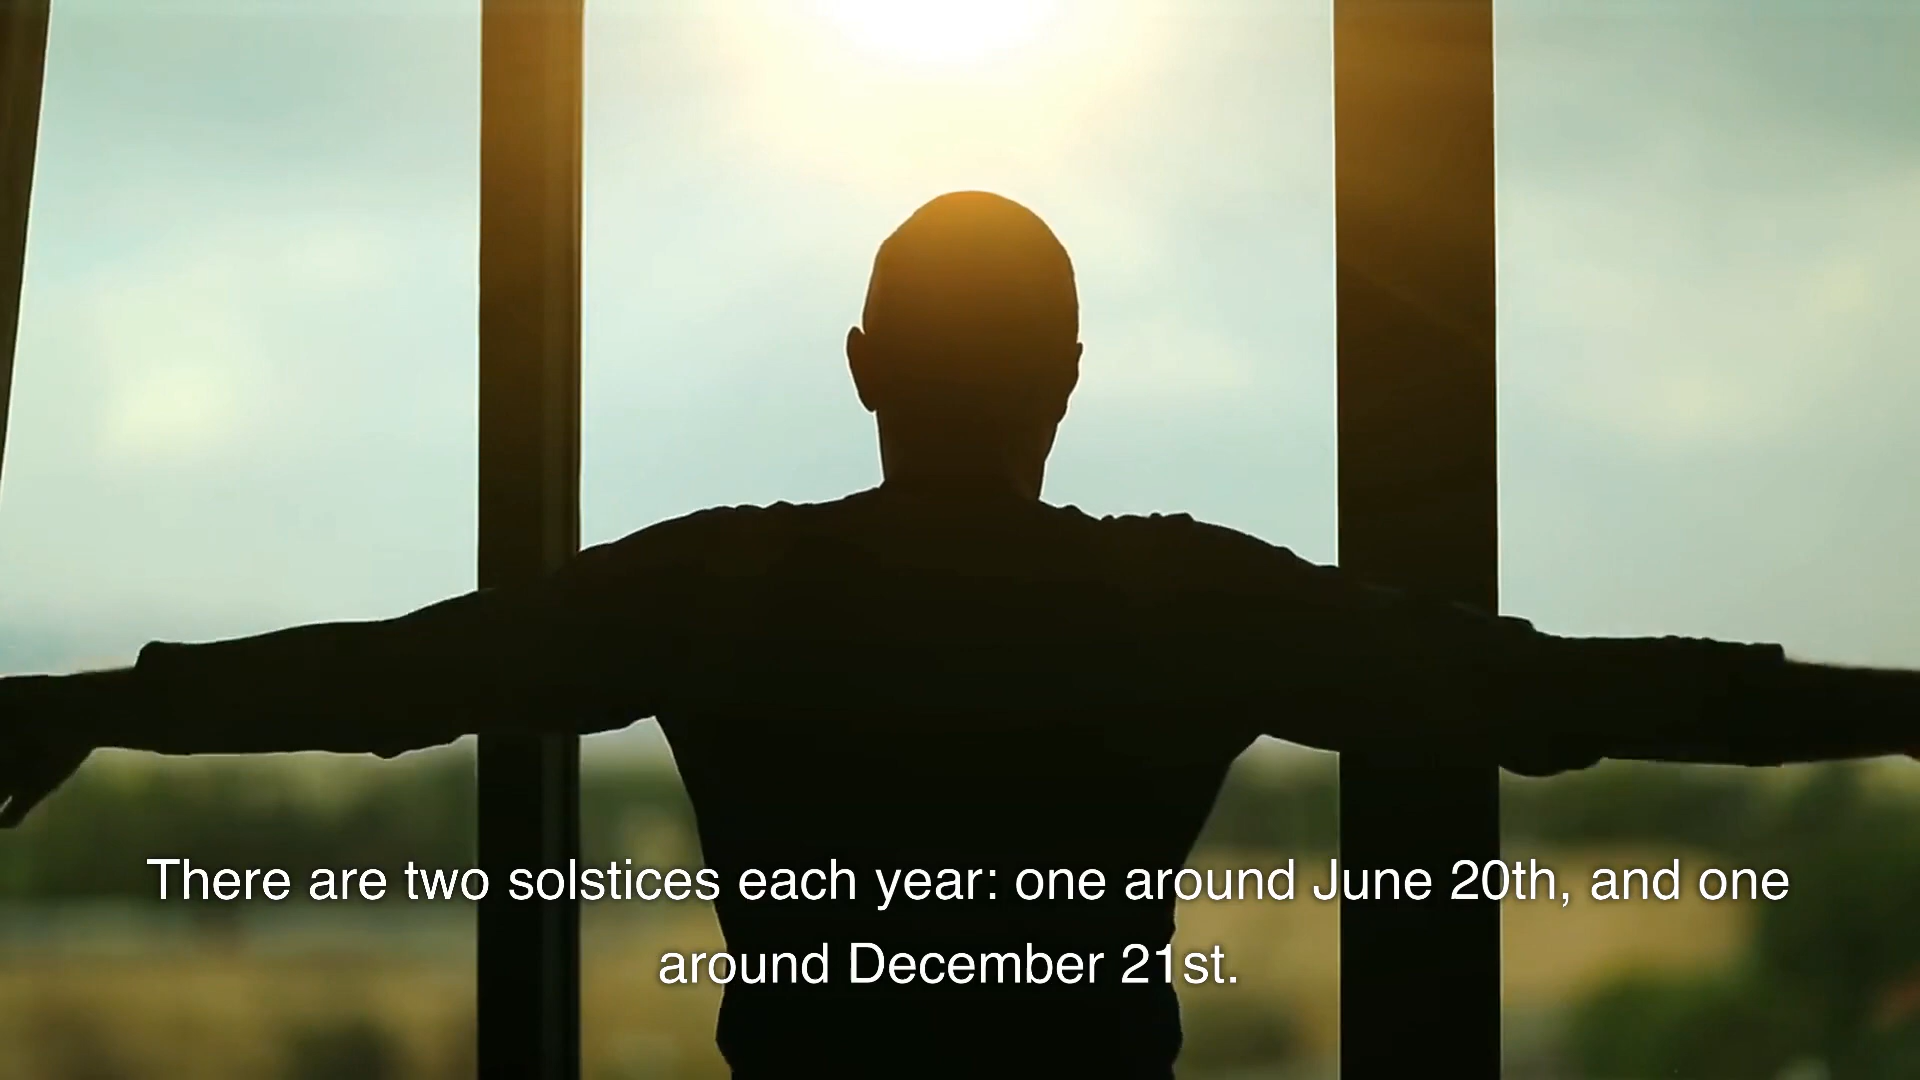 There are two solstices each year: one around June 20th, and one
around December 21st.